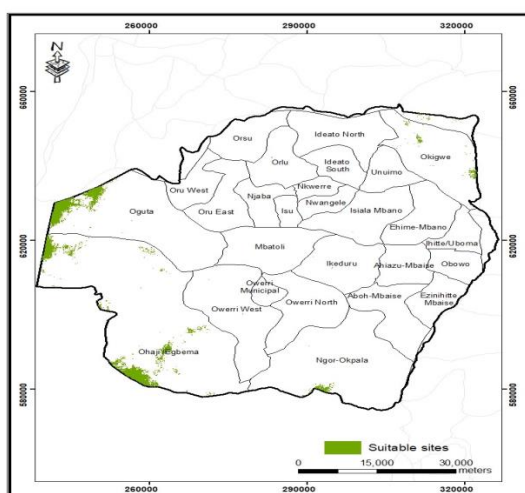 260000 290000 320000
N
660000 660000
Orsu
Ideato North
Orlu
Ideato
South
Okigwe
Unuimo
Oru West
Nkwerre
Njaba
Nwangele
Oguta
Oru East
Isu
Isiala Mbano
Ehime-Mbano
630000 630000
Mbatoli
Ihitte/Uboma
Ikeduru
Ahiazu-Mbaise
Obowo
Owerri
Municipal
Owerri West
Owerri North
Aboh-Mbaise
Ezinihitte
Mbaise
Ohaji/Egbema
Ngor-Okpala
Suitable sites
0 15,000 30,000
meters
260000 290000 320000